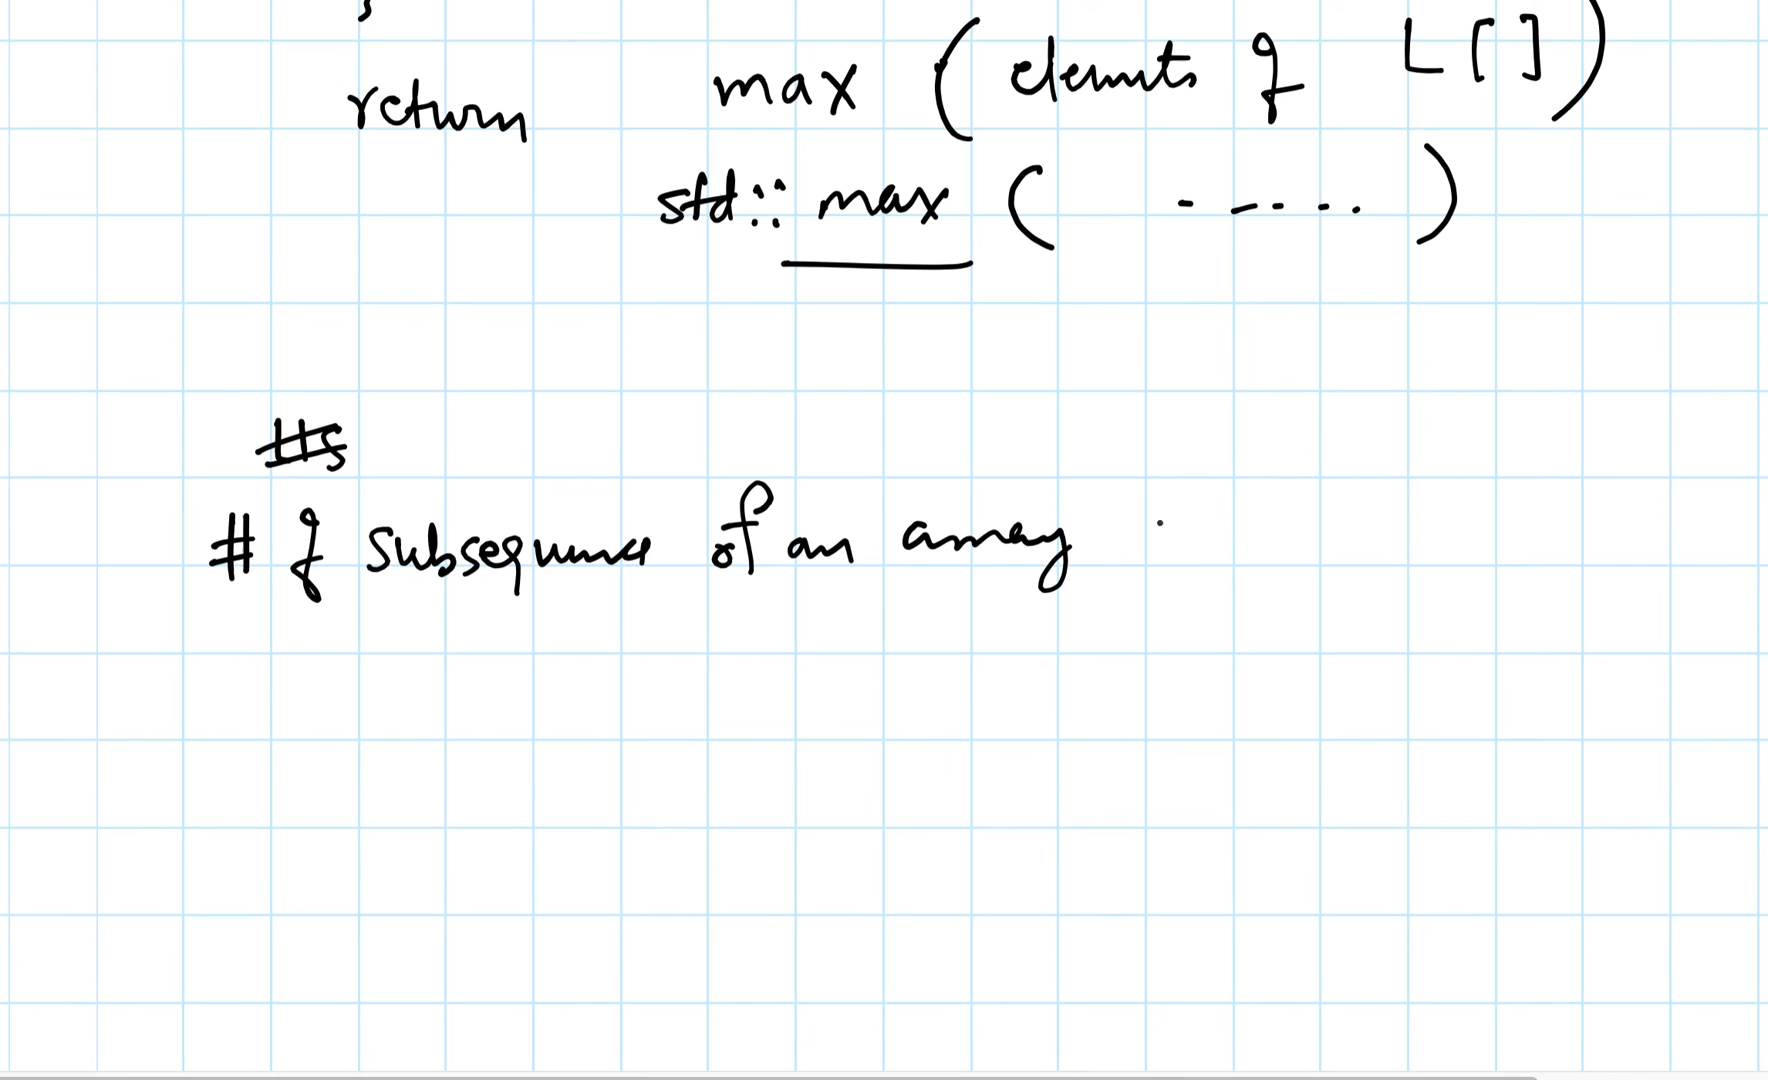 return max ( elements of L[] )
std:: max ( - -- - -. )
# of subsequence of an array